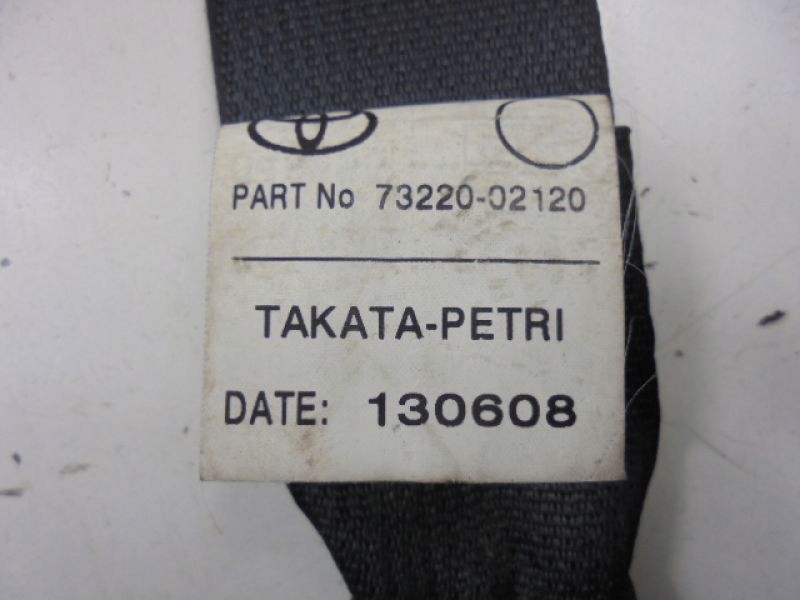 PART No 73220-02120
TAKATA-PETRI
DATE: 130608